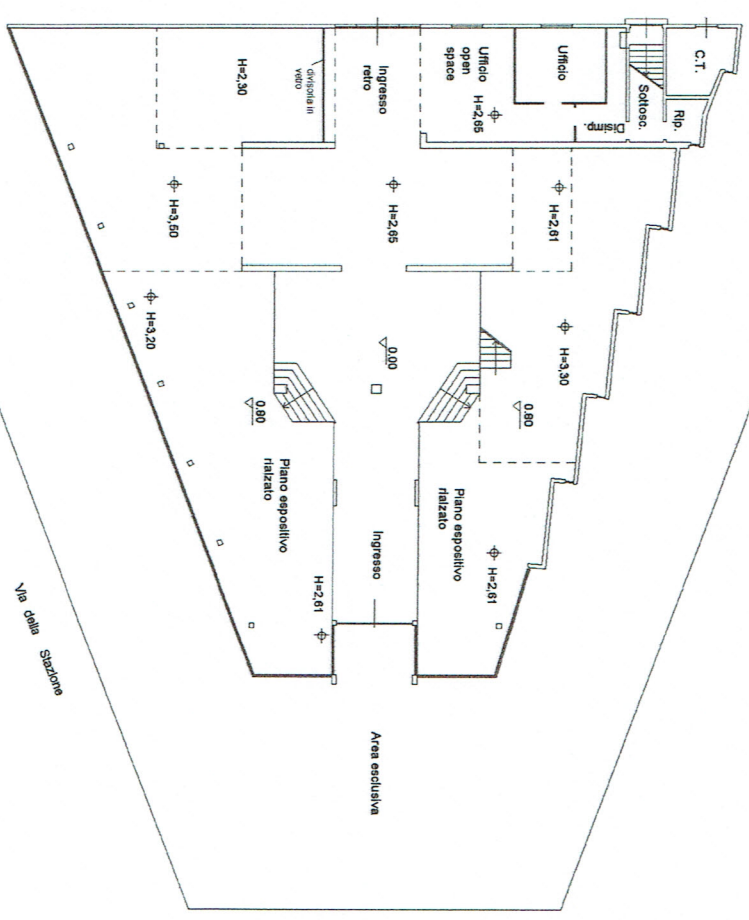 C.T.
Rip.
Sottosc.
Disimp.
Ufficio
Ufficio
open
space
H=2,65
Ingresso
retro
divisoria in
vetro
H=2,30
H=2,61
H=2,65
H=3,50
H=3,30
0.00
H=3,20
0.80
0.80
Piano espositivo
rialzato
H=2,61
Ingresso
Piano espositivo
rialzato
H=2,61
Area esclusiva
Via della Stazione